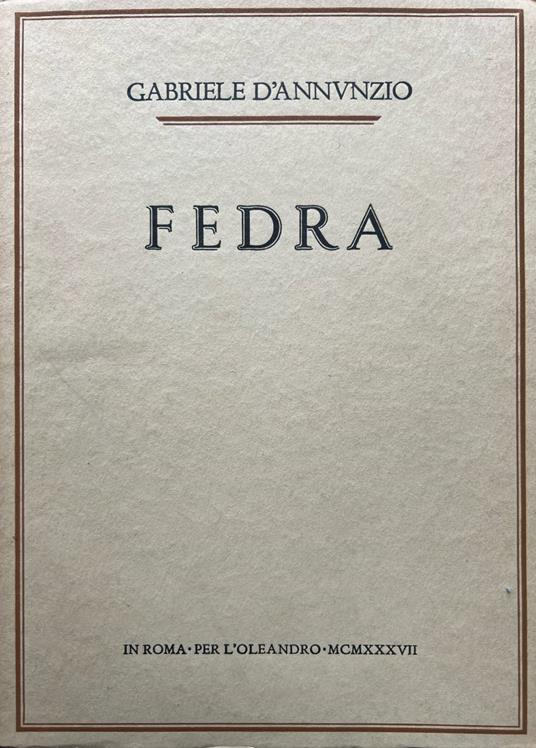 GABRIELE D'ANNVNZIO
FEDRA
IN ROMA · PER L'OLEANDRO · MCMXXXVII